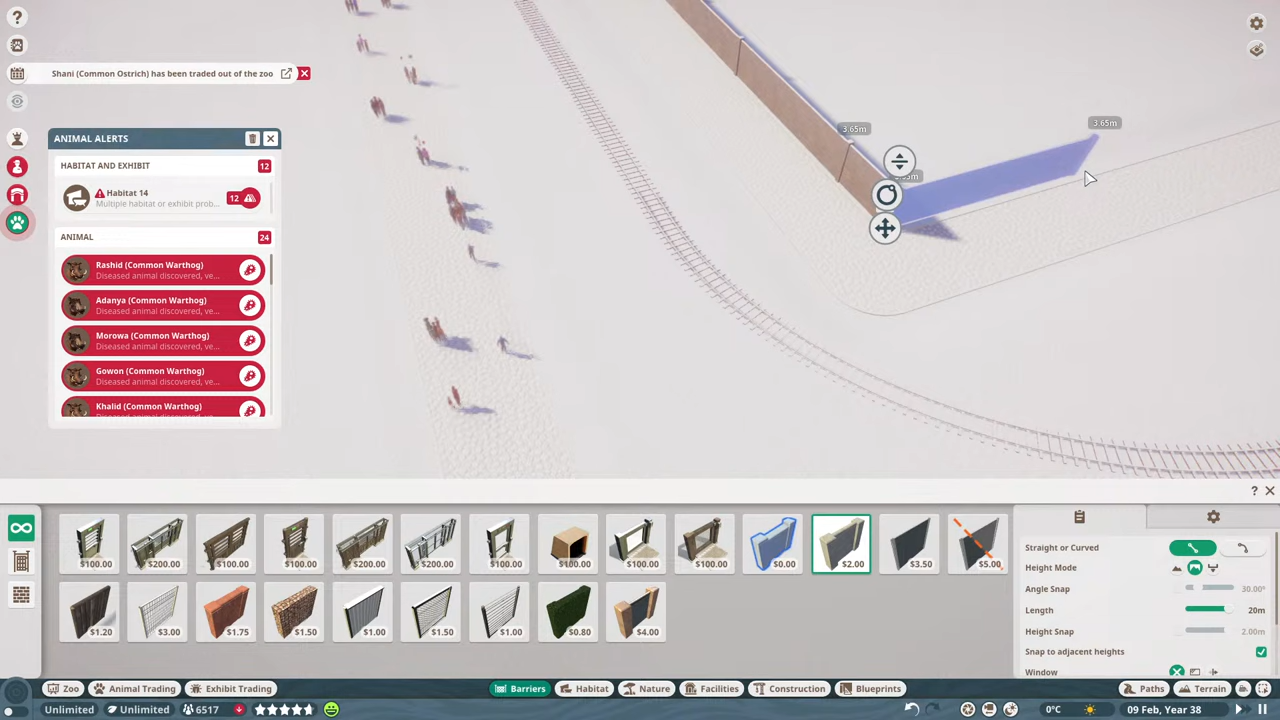 ?
Shani (Common Ostrich) has been traded out of the zoo
ANIMAL ALERTS
HABITAT AND EXHIBIT 12
Habitat 14
Multiple habitat or exhibit prob...
12
ANIMAL 24
Rashid (Common Warthog)
Diseased animal discovered, ve...
Adanya (Common Warthog)
Diseased animal discovered, ve...
Morowa (Common Warthog)
Diseased animal discovered, ve...
Gowon (Common Warthog)
Diseased animal discovered, ve...
Khalid (Common Warthog)
3.65m
3.65m
?
$100.00 $200.00 $100.00 $100.00 $200.00 $200.00 $100.00 $100.00 $100.00 $100.00 $0.00 $2.00 $3.50 $5.00
$1.20 $3.00 $1.75 $1.50 $1.00 $1.50 $1.00 $0.80 $4.00
Straight or Curved
Height Mode
Angle Snap 30.00°
Length 20m
Height Snap 2.00m
Snap to adjacent heights
Window
Zoo Animal Trading Exhibit Trading Barriers Habitat Nature Facilities Construction Blueprints Paths Terrain
Unlimited Unlimited 6517 0°C 09 Feb, Year 38